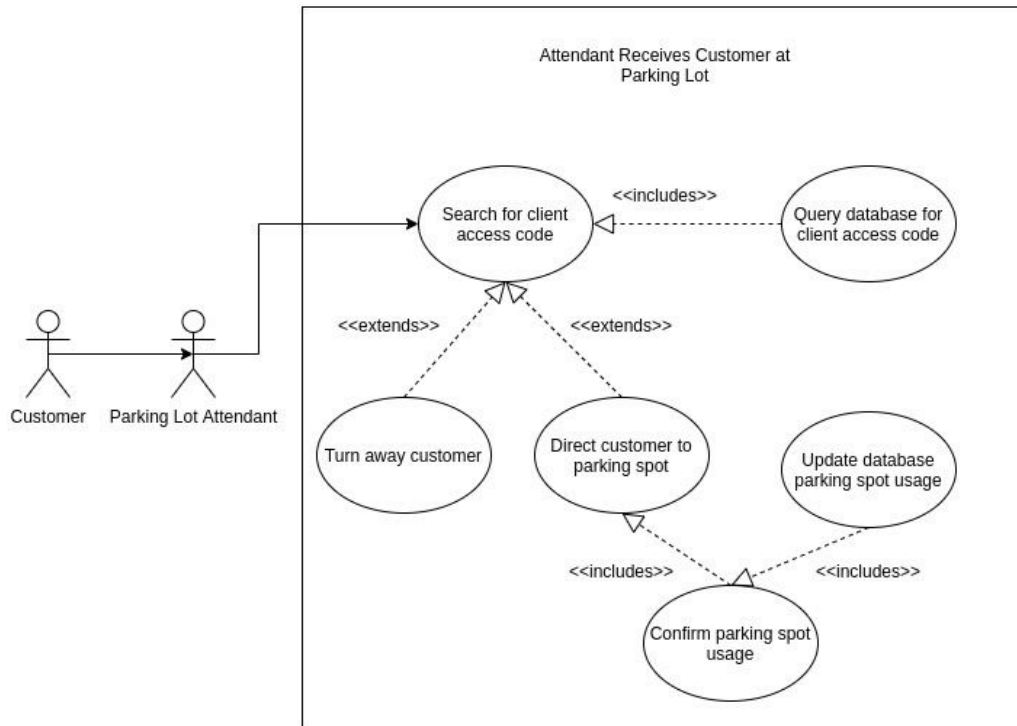 Attendant Receives Customer at
Parking Lot
<<includes>>
Search for client
access code
Query database for
client access code
<<extends>>
<<extends>>
Customer
Parking Lot Attendant
Turn away customer
Direct customer to
parking spot
Update database
parking spot usage
<<includes>>
<<includes>>
Confirm parking spot
usage